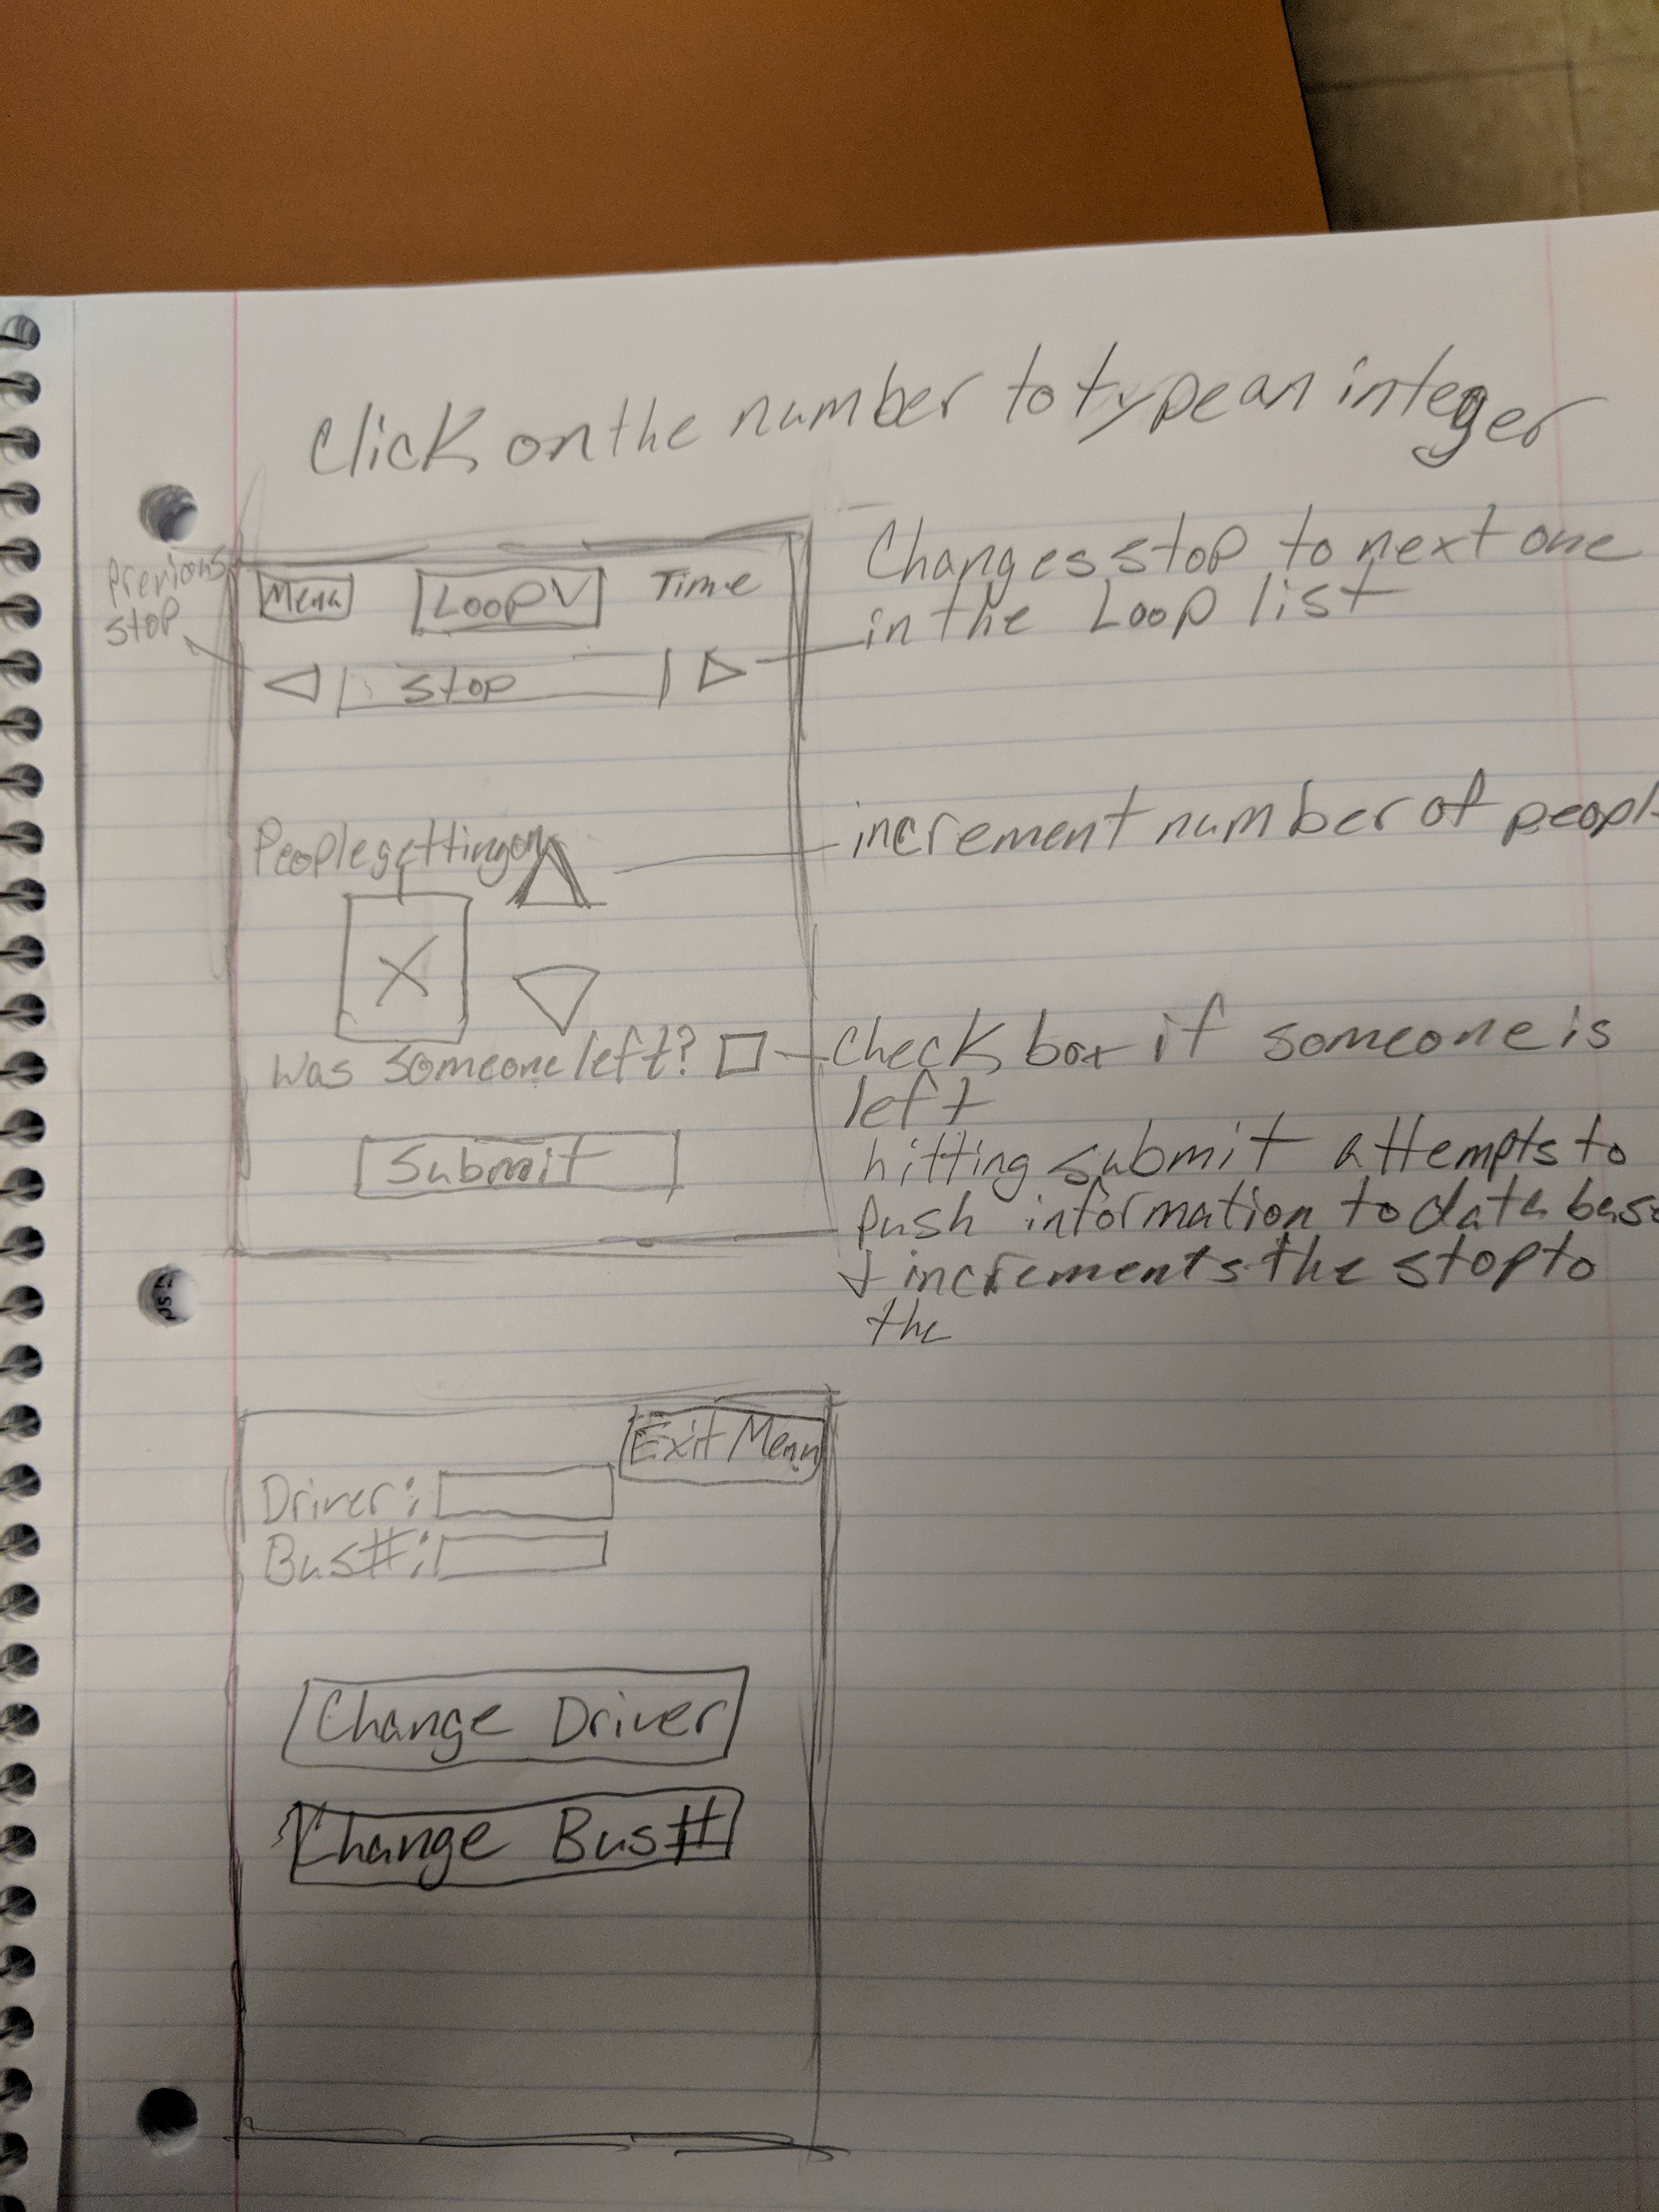 Click on the number to type an integer
Previous
stop
Menu Loop V Time
Stop
Changes stop to next one
in the Loop list
People getting on
increment number of peopl
X
Was someone left?
Check box if someone is
left
Submit
hitting submit attempts to
push information to database
+ increments the stop to
the
Exit Menu
Driver:
Bus#:
Change Driver
Change Bus#